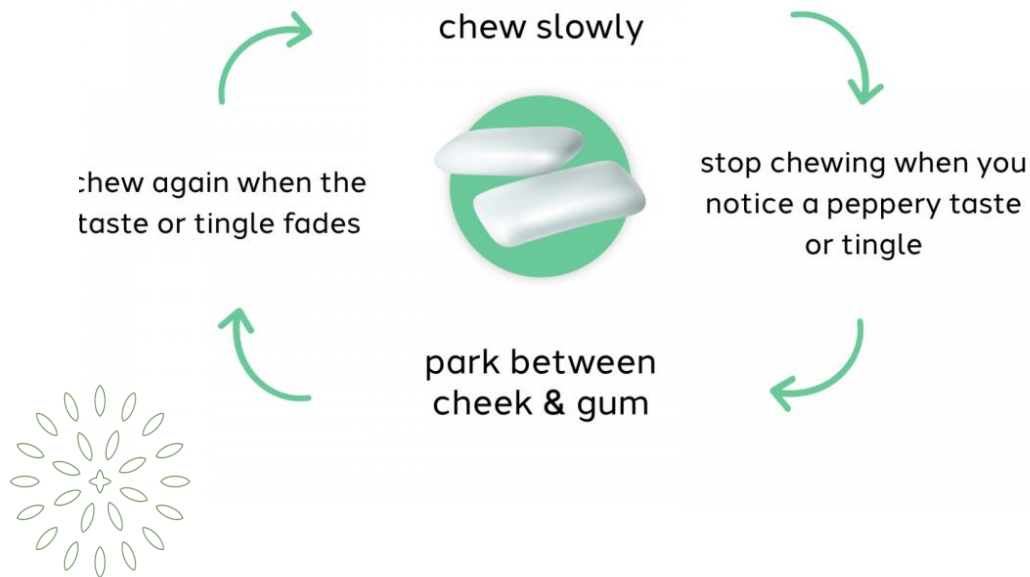 chew slowly
stop chewing when you
notice a peppery taste
or tingle
park between
cheek & gum
chew again when the
taste or tingle fades